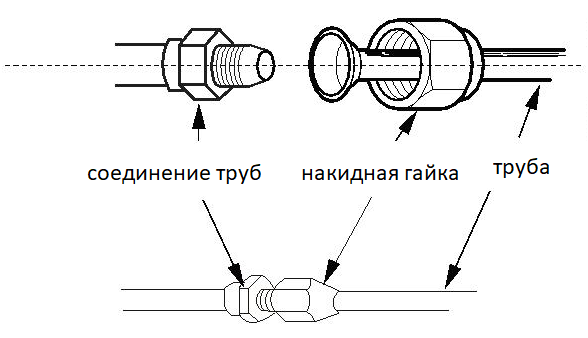 соединение труб
накидная гайка
труба